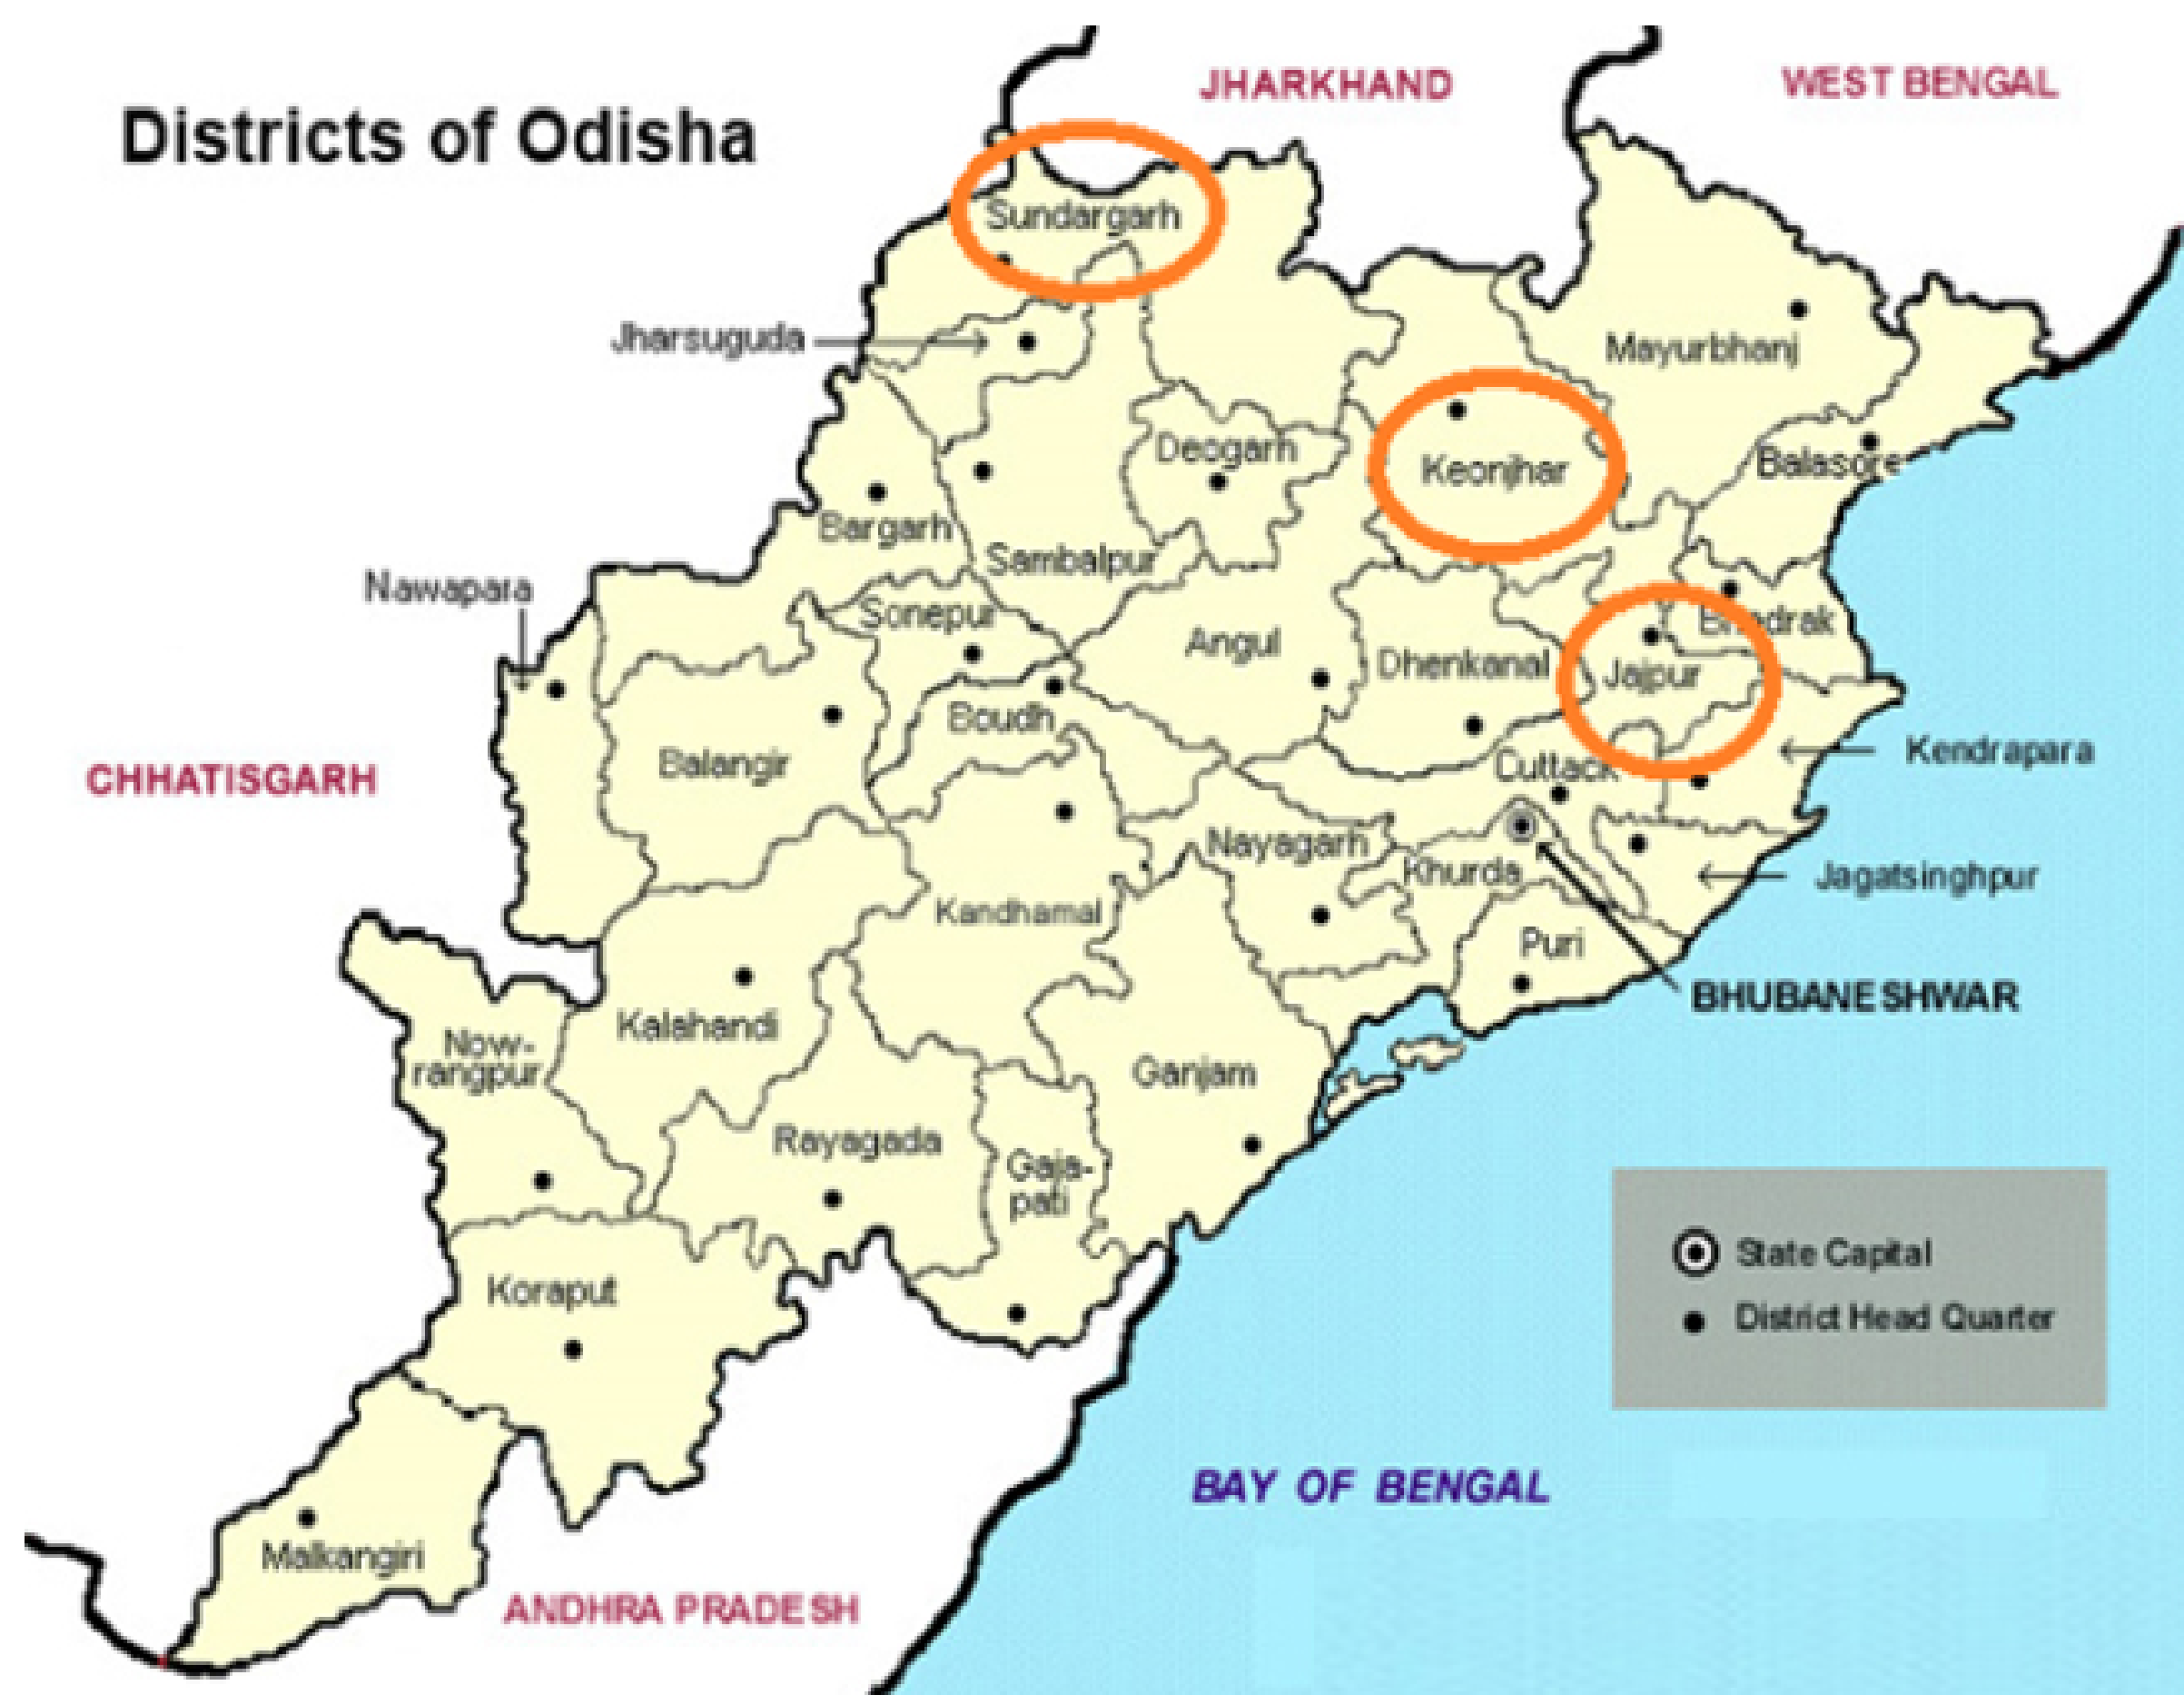 JHARKHAND
WEST BENGAL
Districts of Odisha
Sundargarh
Jharsuguda
Mayurbhanj
Deogarh
Keonjhar
Balasore
Bargarh
Sambalpur
Nawapara
Sonepur
Bhadrak
Angul
Dhenkanal
Jajpur
Boudh
Balangir
Cuttack
Kendrapara
CHHATISGARH
Nayagarh
Khurda
Jagatsinghpur
Kandhamal
Puri
BHUBANESHWAR
Kalahandi
Now-
rangpur
Ganjam
Rayagada
Gaja-
pati
Koraput
State Capital
District Head Quarter
BAY OF BENGAL
Malkangiri
ANDHRA PRADESH